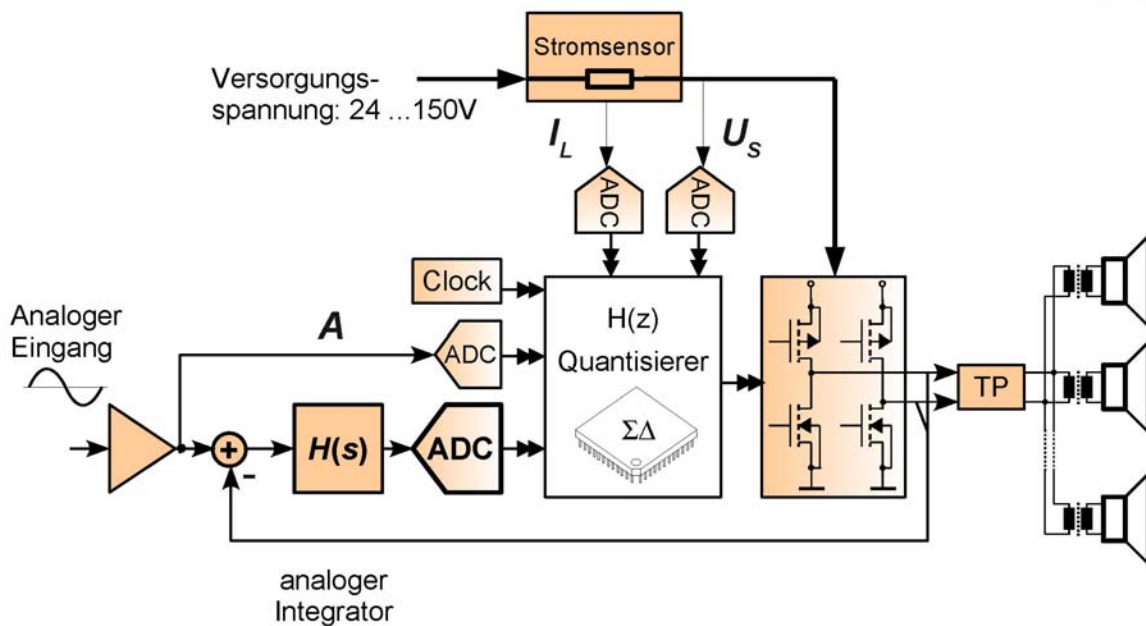 Stromsensor
Versorgungs-
spannung: 24 ...150V
I_L
U_S
ADC
ADC
Clock
H(z)
Quantisierer
ΣΔ
Analoger
Eingang
A
ADC
+
-
H(s)
ADC
TP
analoger
Integrator